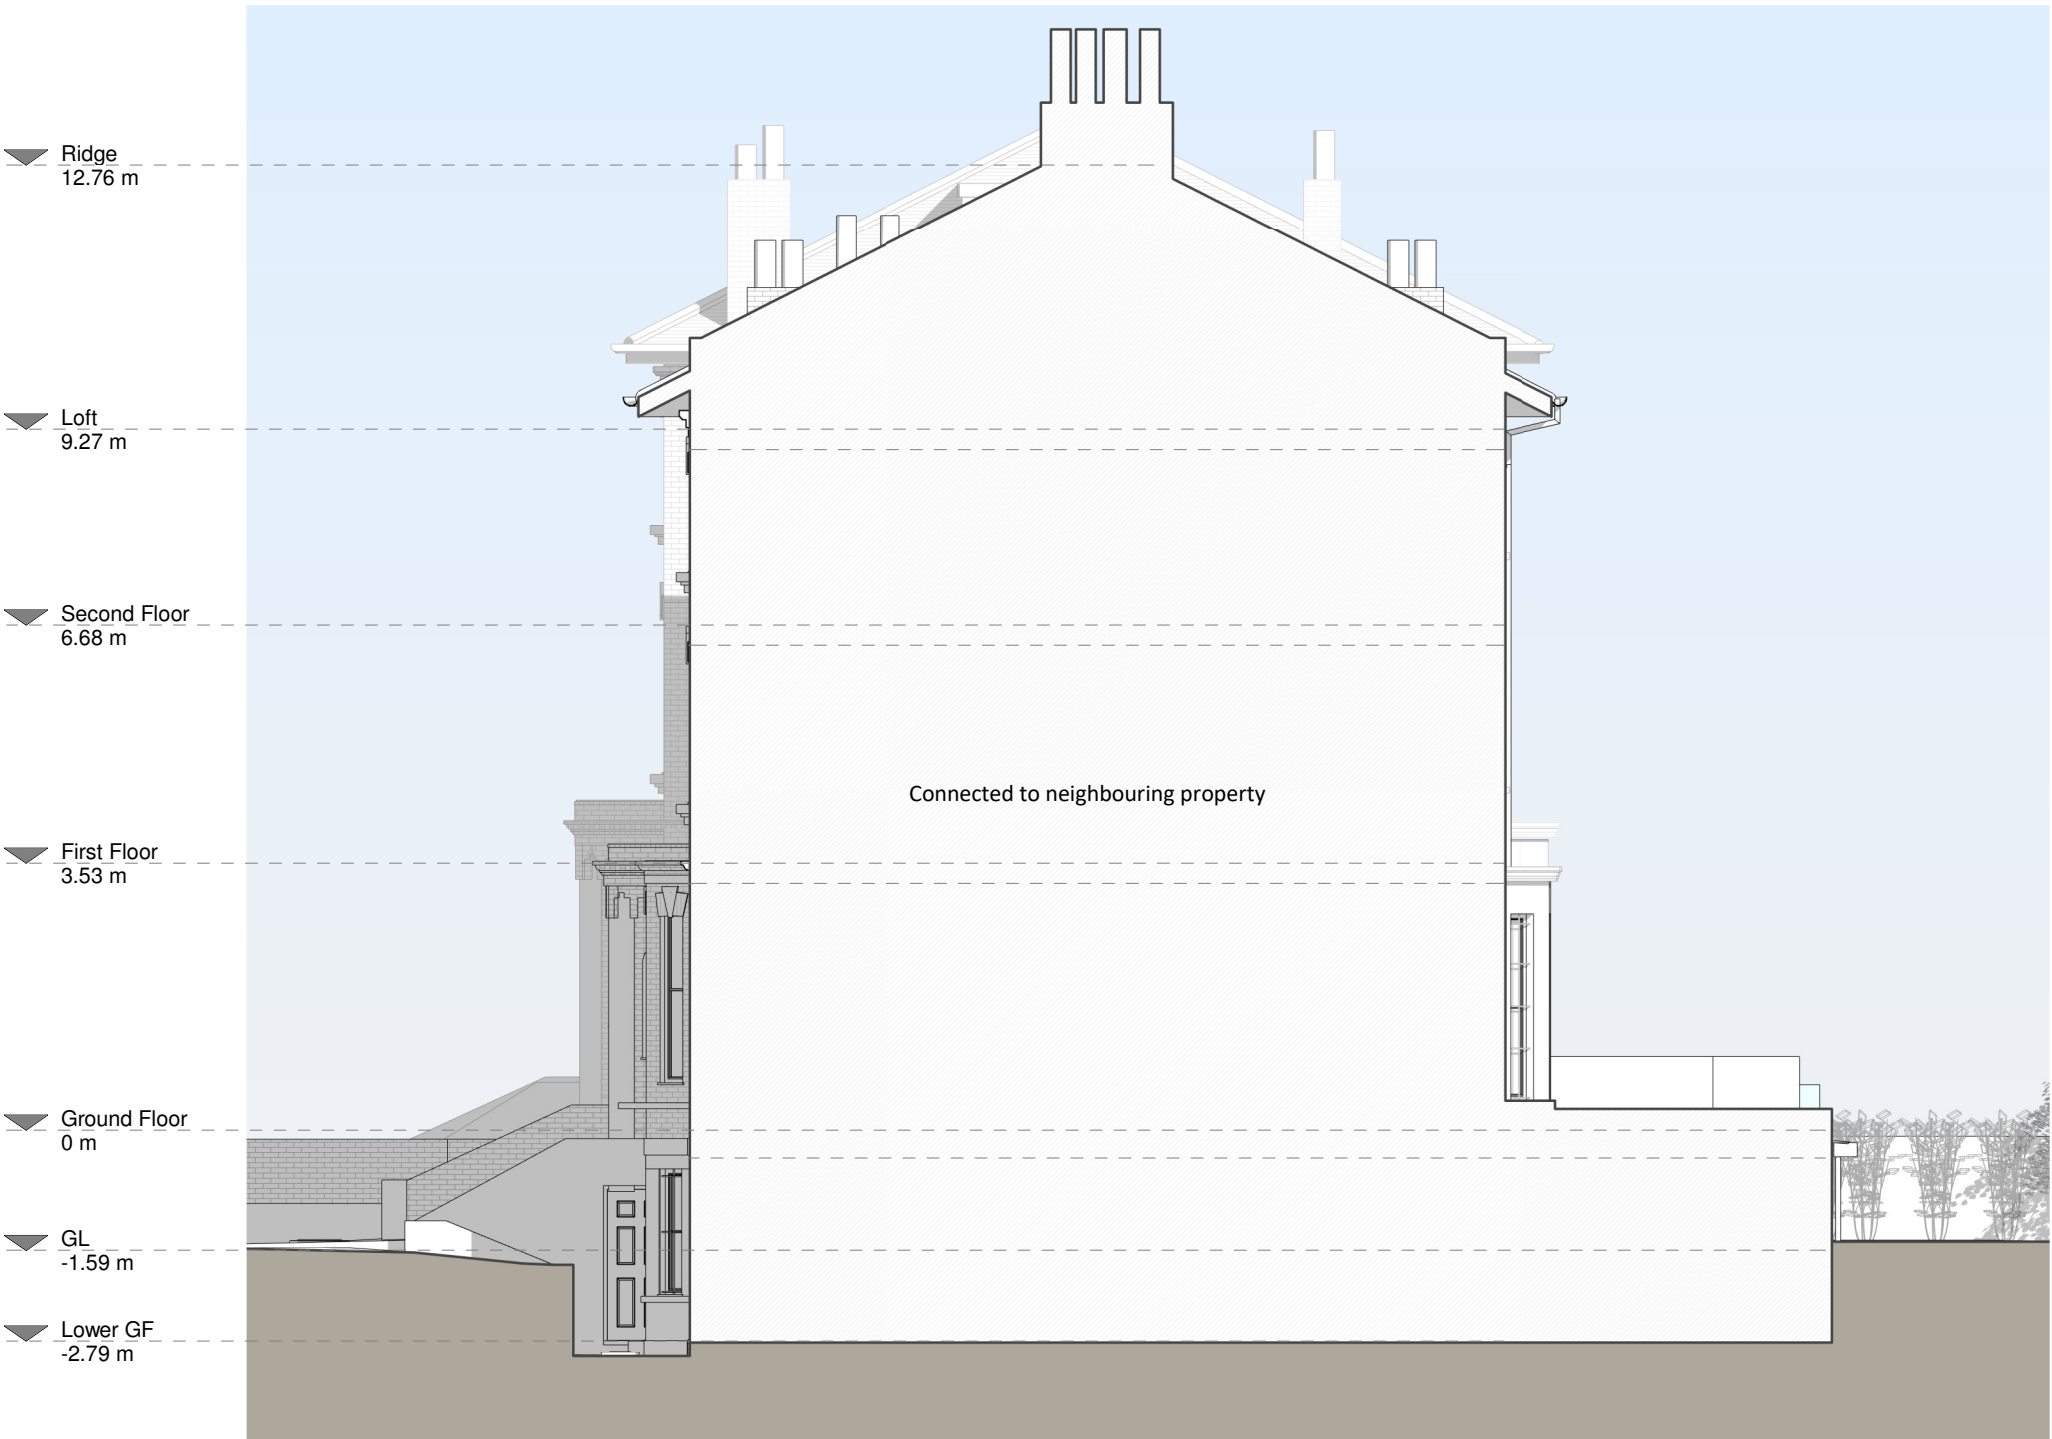 Ridge
12.76 m
Loft
9.27 m
Second Floor
6.68 m
Connected to neighbouring property
First Floor
3.53 m
Ground Floor
0 m
GL
-1.59 m
Lower GF
-2.79 m